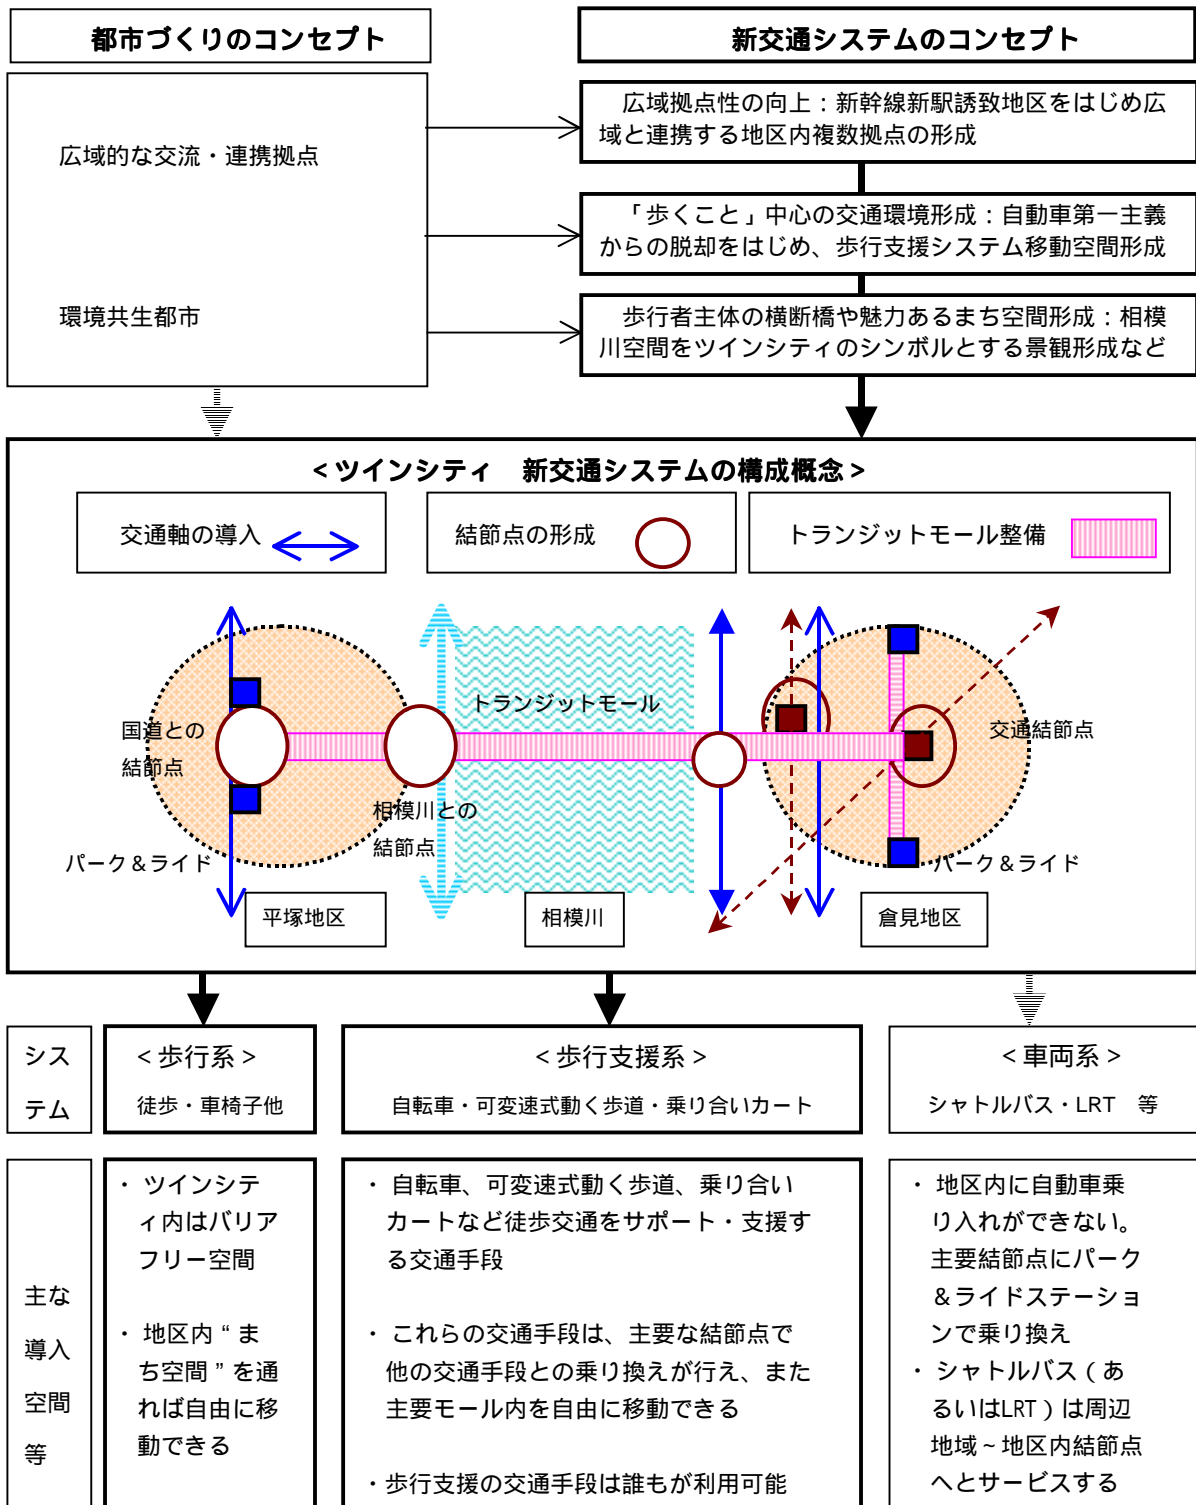 都市づくりのコンセプト
新交通システムのコンセプト
広域的な交流・連携拠点
環境共生都市
広域拠点性の向上：新幹線新駅誘致地区をはじめ広
域と連携する地区内複数拠点の形成
「歩くこと」中心の交通環境形成：自動車第一主義
からの脱却をはじめ、歩行支援システム移動空間形成
歩行者主体の横断橋や魅力あるまち空間形成：相模
川空間をツインシティのシンボルとする景観形成など
＜ツインシティ　新交通システムの構成概念＞
交通軸の導入
結節点の形成
トランジットモール整備
トランジットモール
国道との
結節点
交通結節点
相模川との
結節点
パーク＆ライド
パーク＆ライド
平塚地区
相模川
倉見地区
シス
テム
＜歩行系＞
徒歩・車椅子他
＜歩行支援系＞
自転車・可変速式動く歩道・乗り合いカート
＜車両系＞
シャトルバス・LRT　等
主な
導入
空間
等
・ ツインシテ
ィ内はバリア
フリー空間
・ 地区内“ま
ち空間”を通
れば自由に移
動できる
・ 自転車、可変速式動く歩道、乗り合い
カートなど徒歩交通をサポート・支援す
る交通手段
・ これらの交通手段は、主要な結節点で
他の交通手段との乗り換えが行え、また
主要モール内を自由に移動できる
・歩行支援の交通手段は誰もが利用可能
・ 地区内に自動車乗
り入れができない。
主要結節点にパーク
＆ライドステーショ
ンで乗り換え
・ シャトルバス（あ
るいはLRT）は周辺
地域～地区内結節点
へとサービスする